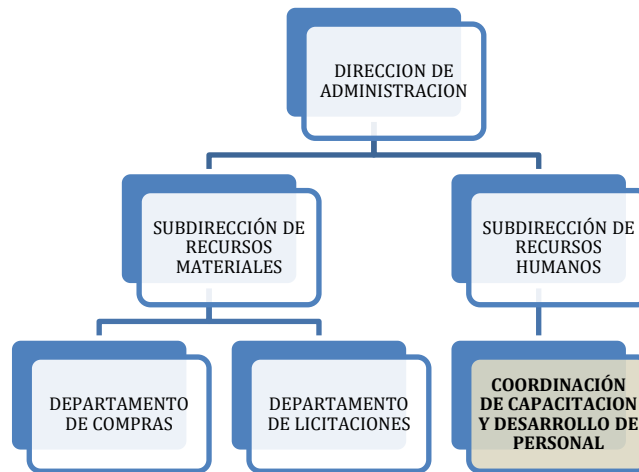 DIRECCION DE
ADMINISTRACION
SUBDIRECCIÓN DE
RECURSOS
MATERIALES
SUBDIRECCIÓN DE
RECURSOS
HUMANOS
DEPARTAMENTO
DE COMPRAS
DEPARTAMENTO
DE LICITACIONES
COORDINACIÓN
DE CAPACITACION
Y DESARROLLO DE
PERSONAL